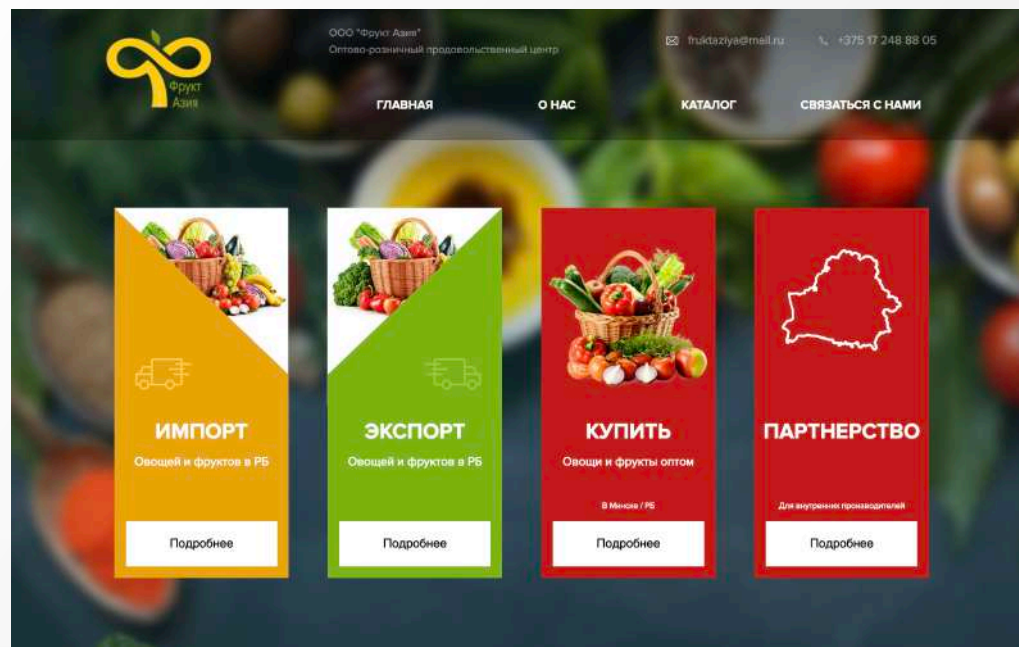 Фрукт
Азия
ООО "Фрукт Азия"
Оптово-розничный продовольственный центр
fruktaziya@mail.ru
+375 17 248 88 05
ГЛАВНАЯ
О НАС
КАТАЛОГ
СВЯЗАТЬСЯ С НАМИ
ИМПОРТ
Овощей и фруктов в РБ
Подробнее
ЭКСПОРТ
Овощей и фруктов в РБ
Подробнее
КУПИТЬ
Овощи и фрукты оптом
В Минске / РБ
Подробнее
ПАРТНЕРСТВО
Для внутренних производителей
Подробнее